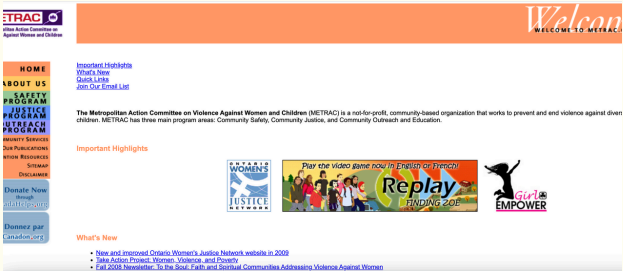 ETRAC
olitan Action Committee on
Against Women and Children
Welcom
WELCOME TO METRAC.
HOME
ABOUT US
SAFETY
PROGRAM
JUSTICE
PROGRAM
OUTREACH
PROGRAM
MMUNITY SERVICES
OUR PUBLICATIONS
NTION RESOURCES
SITEMAP
DISCLAIMER
Donate Now
through
Donnez par
Canadon.org
Important Highlights
What's New
Quick Links
Join Our Email List
The Metropolitan Action Committee on Violence Against Women and Children (METRAC) is a not-for-profit, community-based organization that works to prevent and end violence against divers
children. METRAC has three main program areas: Community Safety, Community Justice, and Community Outreach and Education.
Important Highlights
ONTARIO
WOMEN'S
JUSTICE
NETWORK
Play the video game now in English or French!
Replay
FINDING ZOE
Girls
EMPOWER
What's New
New and improved Ontario Women's Justice Network website in 2009
Take Action Project: Women, Violence, and Poverty
Fall 2008 Newsletter: To the Soul: Faith and Spiritual Communities Addressing Violence Against Women